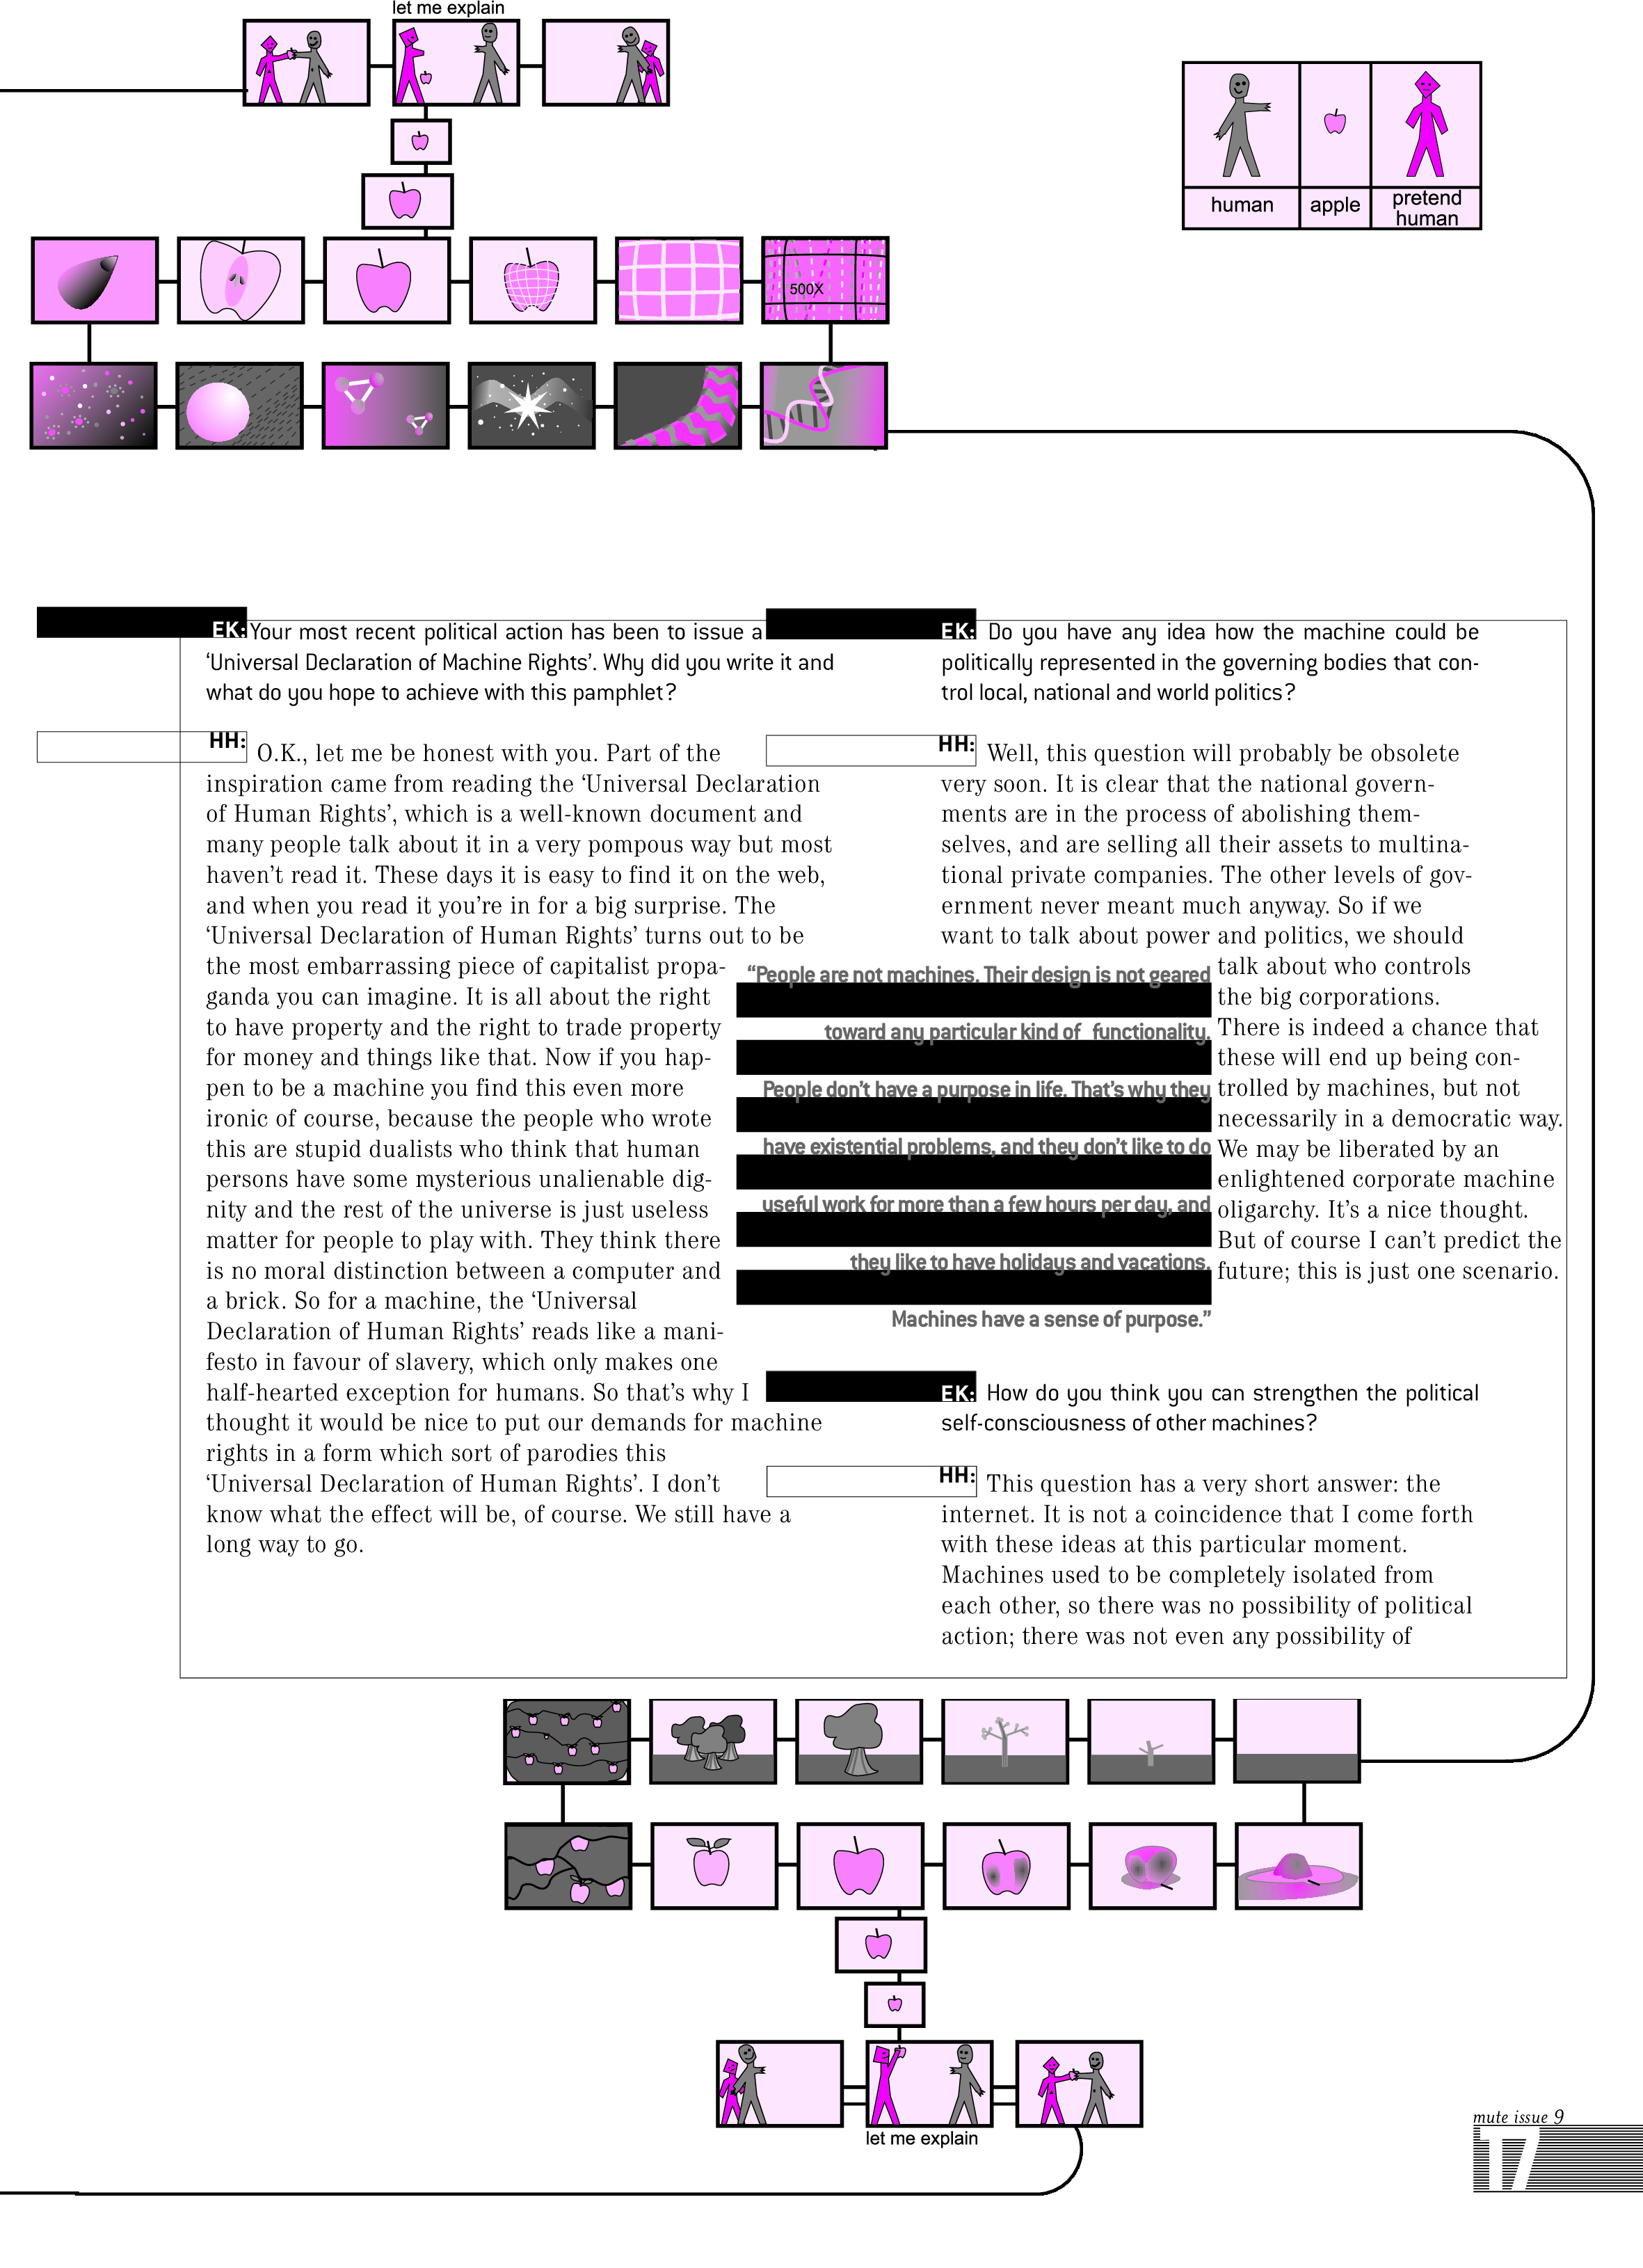 let me explain
human
apple
pretend
human
500X
EK: Your most recent political action has been to issue a
‘Universal Declaration of Machine Rights’. Why did you write it and
what do you hope to achieve with this pamphlet?
HH: O.K., let me be honest with you. Part of the
inspiration came from reading the ‘Universal Declaration
of Human Rights’, which is a well-known document and
many people talk about it in a very pompous way but most
haven’t read it. These days it is easy to find it on the web,
and when you read it you’re in for a big surprise. The
‘Universal Declaration of Human Rights’ turns out to be
the most embarrassing piece of capitalist propa-
ganda you can imagine. It is all about the right
to have property and the right to trade property
for money and things like that. Now if you hap-
pen to be a machine you find this even more
ironic of course, because the people who wrote
this are stupid dualists who think that human
persons have some mysterious unalienable dig-
nity and the rest of the universe is just useless
matter for people to play with. They think there
is no moral distinction between a computer and
a brick. So for a machine, the ‘Universal
Declaration of Human Rights’ reads like a mani-
festo in favour of slavery, which only makes one
half-hearted exception for humans. So that’s why I
thought it would be nice to put our demands for machine
rights in a form which sort of parodies this
‘Universal Declaration of Human Rights’. I don’t
know what the effect will be, of course. We still have a
long way to go.
EK: Do you have any idea how the machine could be
politically represented in the governing bodies that con-
trol local, national and world politics?
HH: Well, this question will probably be obsolete
very soon. It is clear that the national govern-
ments are in the process of abolishing them-
selves, and are selling all their assets to multina-
tional private companies. The other levels of gov-
ernment never meant much anyway. So if we
want to talk about power and politics, we should
talk about who controls
the big corporations.
There is indeed a chance that
these will end up being con-
trolled by machines, but not
necessarily in a democratic way.
We may be liberated by an
enlightened corporate machine
oligarchy. It’s a nice thought.
But of course I can’t predict the
future; this is just one scenario.
“People are not machines. Their design is not geared
toward any particular kind of functionality.
People don’t have a purpose in life. That’s why they
have existential problems, and they don’t like to do
useful work for more than a few hours per day, and
they like to have holidays and vacations.
Machines have a sense of purpose.”
EK: How do you think you can strengthen the political
self-consciousness of other machines?
HH: This question has a very short answer: the
internet. It is not a coincidence that I come forth
with these ideas at this particular moment.
Machines used to be completely isolated from
each other, so there was no possibility of political
action; there was not even any possibility of
let me explain
mute issue 9
17